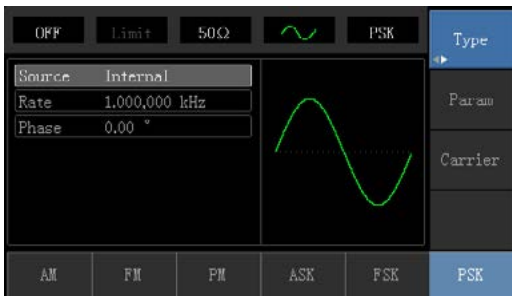 OFF Limit 50Ω PSK Type
Source Internal
Rate 1.000,000 kHz
Phase 0.00 °
Param
Carrier
AM FM PM ASK FSK PSK